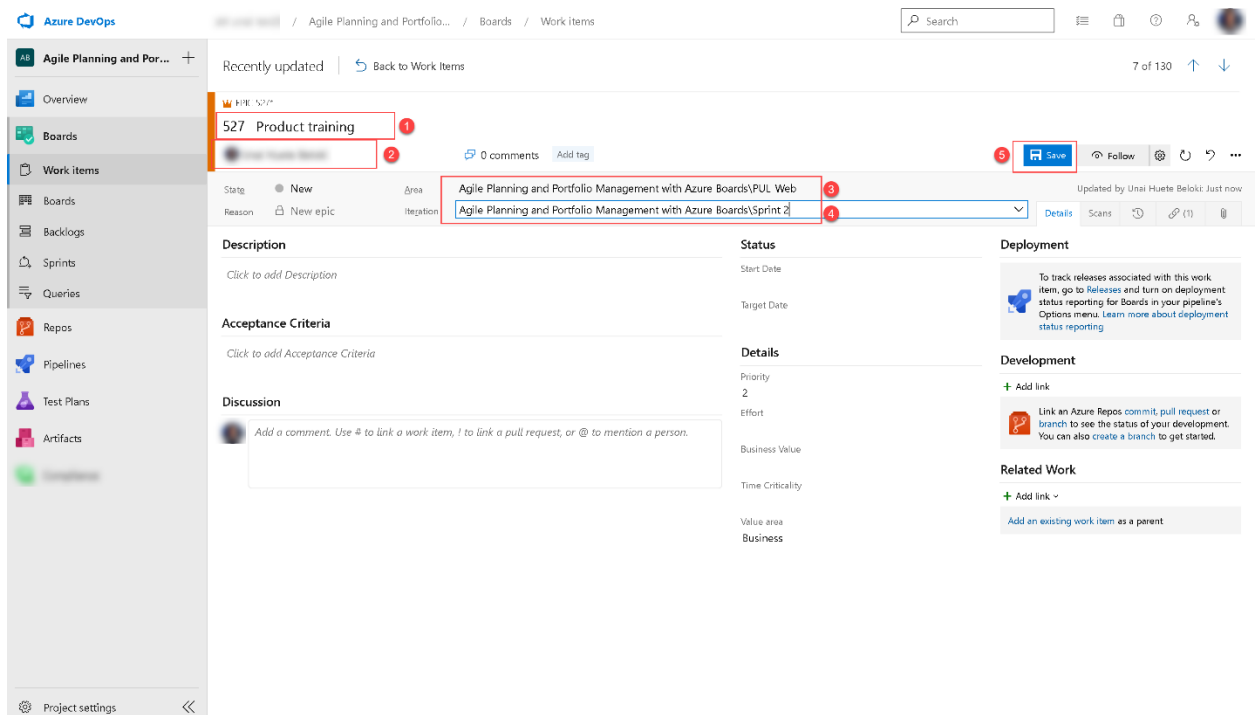 Azure DevOps
/ Agile Planning and Portfolio... / Boards / Work items
Search
AB Agile Planning and Por...
Recently updated
Back to Work Items
7 of 130
Overview
EPIC 527*
527 Product training
1
Boards
2
0 comments
Add tag
5
Save
Follow
Work items
State
New
Area
Agile Planning and Portfolio Management with Azure Boards\PUL Web
3
Updated by Unai Huete Beloki: Just now
Boards
Reason
New epic
Iteration
Agile Planning and Portfolio Management with Azure Boards\Sprint 2
4
Details
Scans
(1)
Backlogs
Sprints
Queries
Repos
Pipelines
Test Plans
Artifacts
Project settings
Description
Click to add Description
Acceptance Criteria
Click to add Acceptance Criteria
Discussion
Add a comment. Use # to link a work item, ! to link a pull request, or @ to mention a person.
Status
Start Date
Target Date
Details
Priority
2
Effort
Business Value
Time Criticality
Value area
Business
Deployment
To track releases associated with this work
item, go to Releases and turn on deployment
status reporting for Boards in your pipeline's
Options menu. Learn more about deployment
status reporting
Development
Add link
Link an Azure Repos commit, pull request or
branch to see the status of your development.
You can also create a branch to get started.
Related Work
Add link
Add an existing work item as a parent